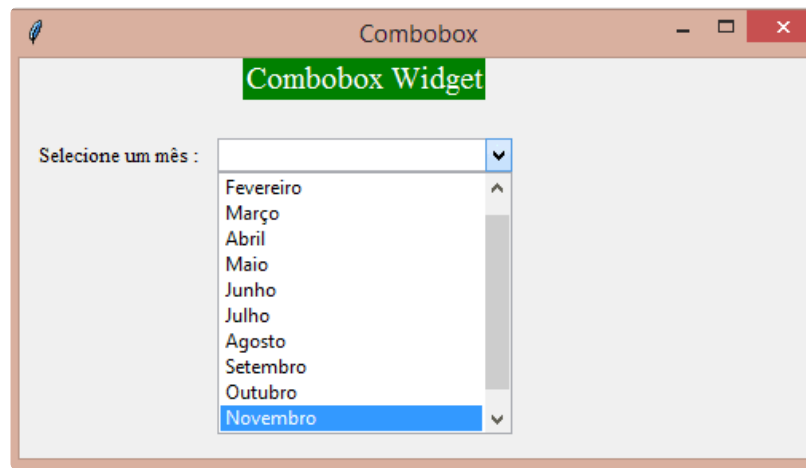 Combobox
Combobox Widget
Selecione um mês :
Fevereiro
Março
Abril
Maio
Junho
Julho
Agosto
Setembro
Outubro
Novembro